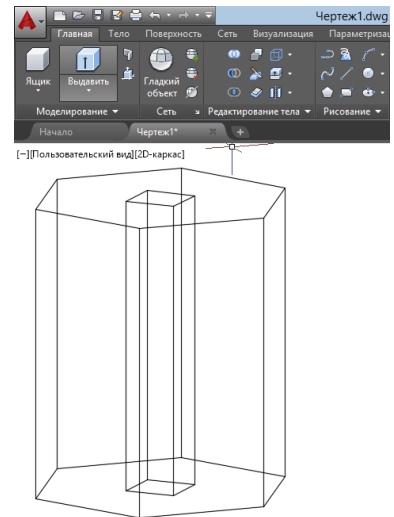 Чертеж1.dwg
Главная Тело Поверхность Сеть Визуализация Параметризац
Ящик Выдавить Гладкий объект
Моделирование Сеть Редактирование тела Рисование
Начало Чертеж1*
[−][Пользовательский вид][2D-каркас]